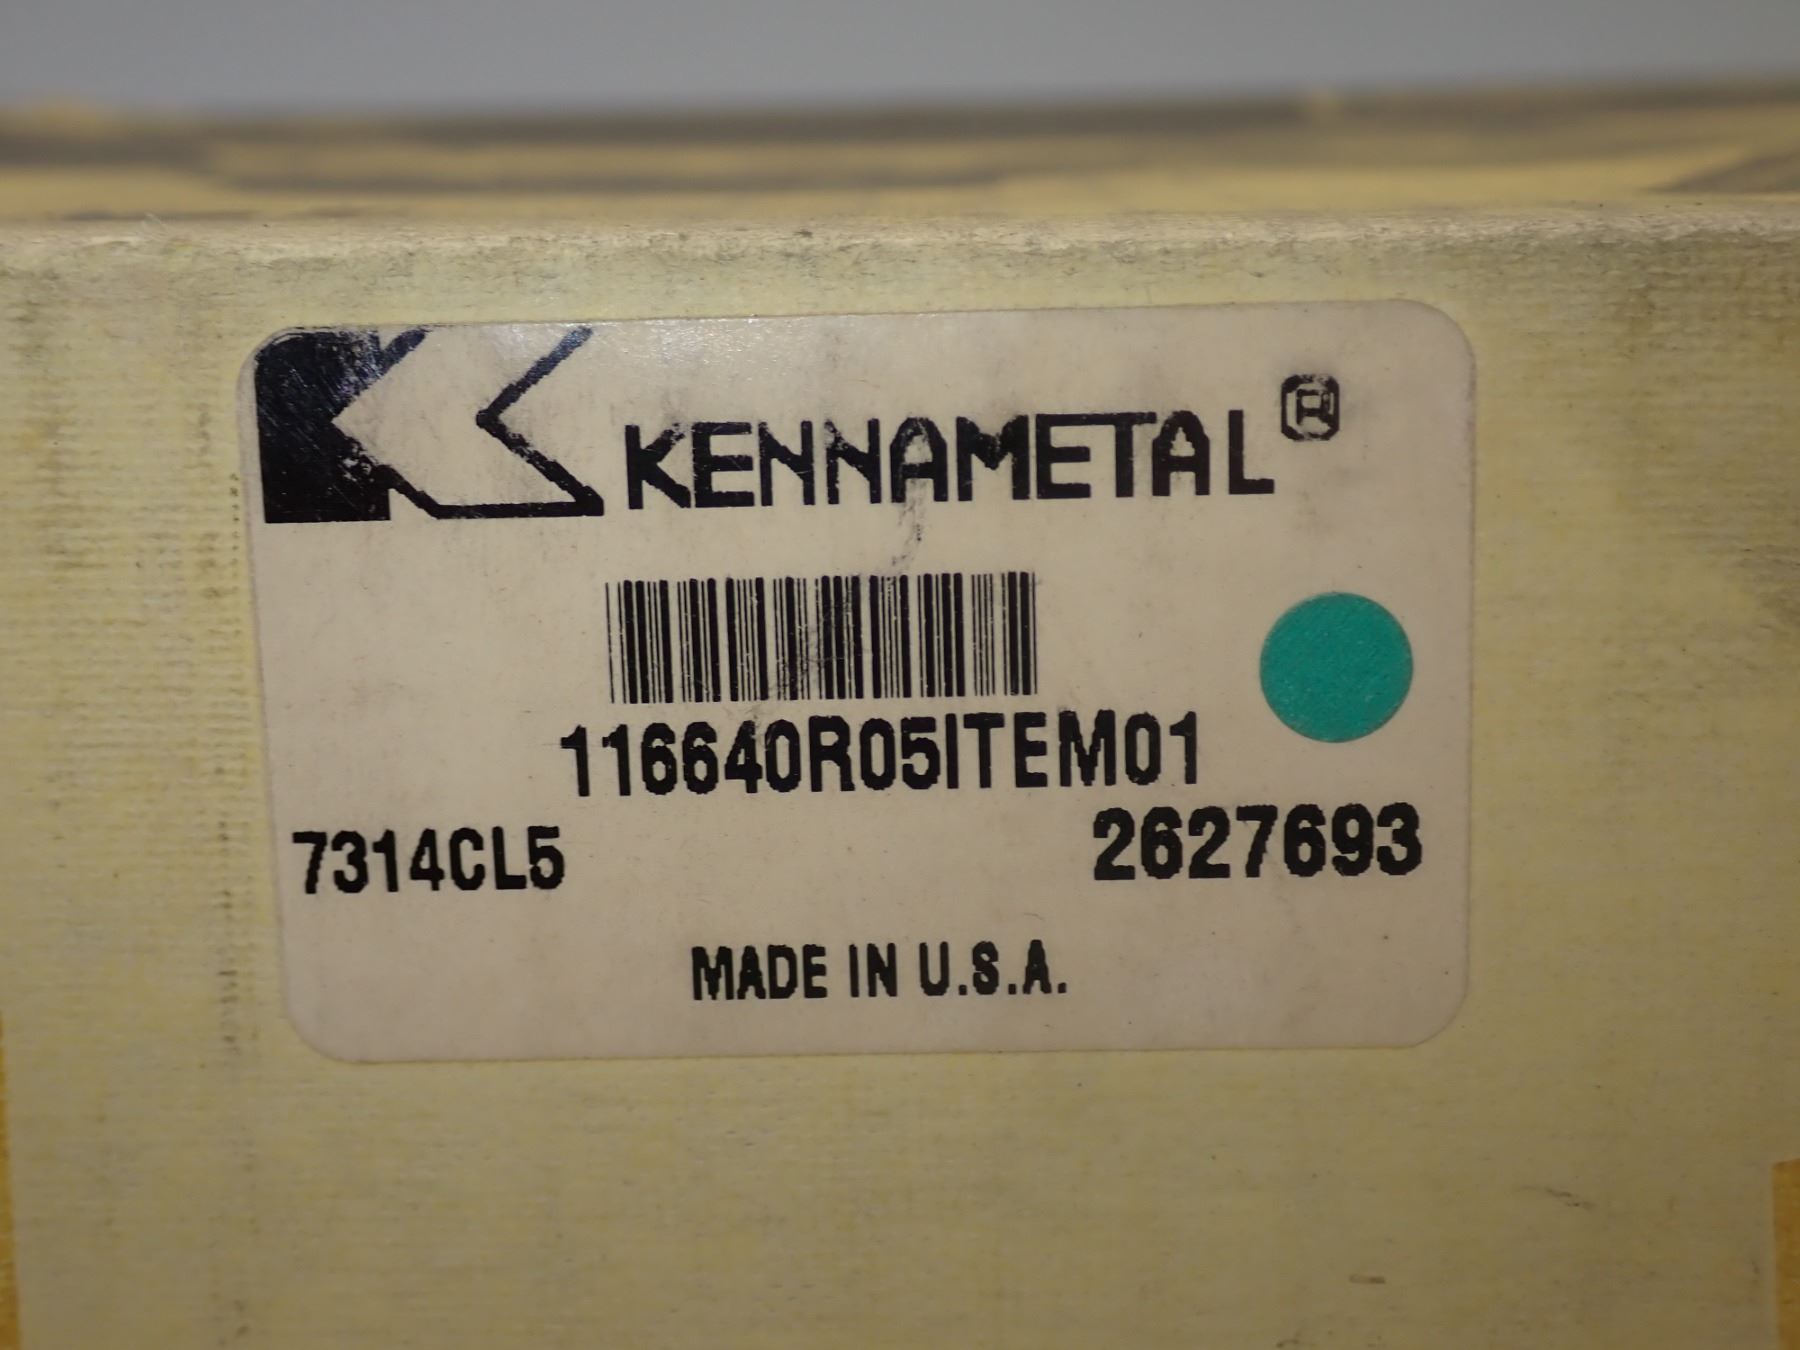 KENNAMETAL®
116640R05ITEM01
7314CL5 2627693
MADE IN U.S.A.